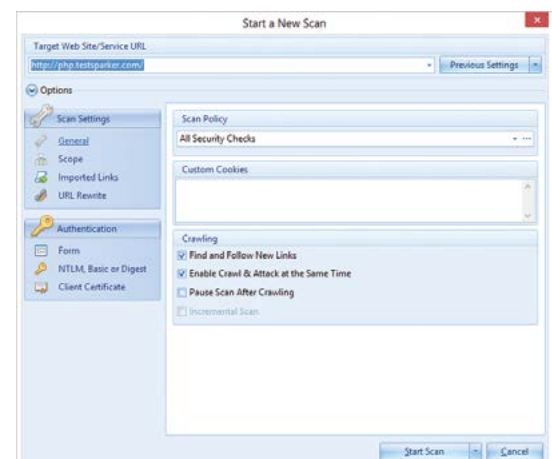 Start a New Scan
Target Web Site/Service URL
http://php.testsparker.com/
Previous Settings
Options
Scan Settings
General
Scope
Imported Links
URL Rewrite
Authentication
Form
NTLM, Basic or Digest
Client Certificate
Scan Policy
All Security Checks
Custom Cookies
Crawling
Find and Follow New Links
Enable Crawl & Attack at the Same Time
Pause Scan After Crawling
Incremental Scan
Start Scan
Cancel